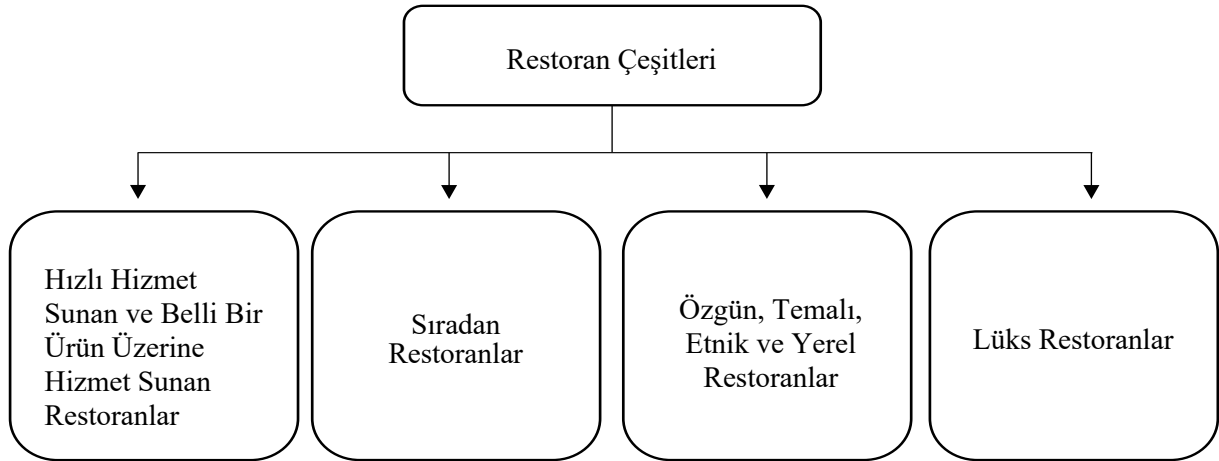 Restoran Çeşitleri
Hızlı Hizmet
Sunan ve Belli Bir
Ürün Üzerine
Hizmet Sunan
Restoranlar
Sıradan
Restoranlar
Özgün, Temalı,
Etnik ve Yerel
Restoranlar
Lüks Restoranlar